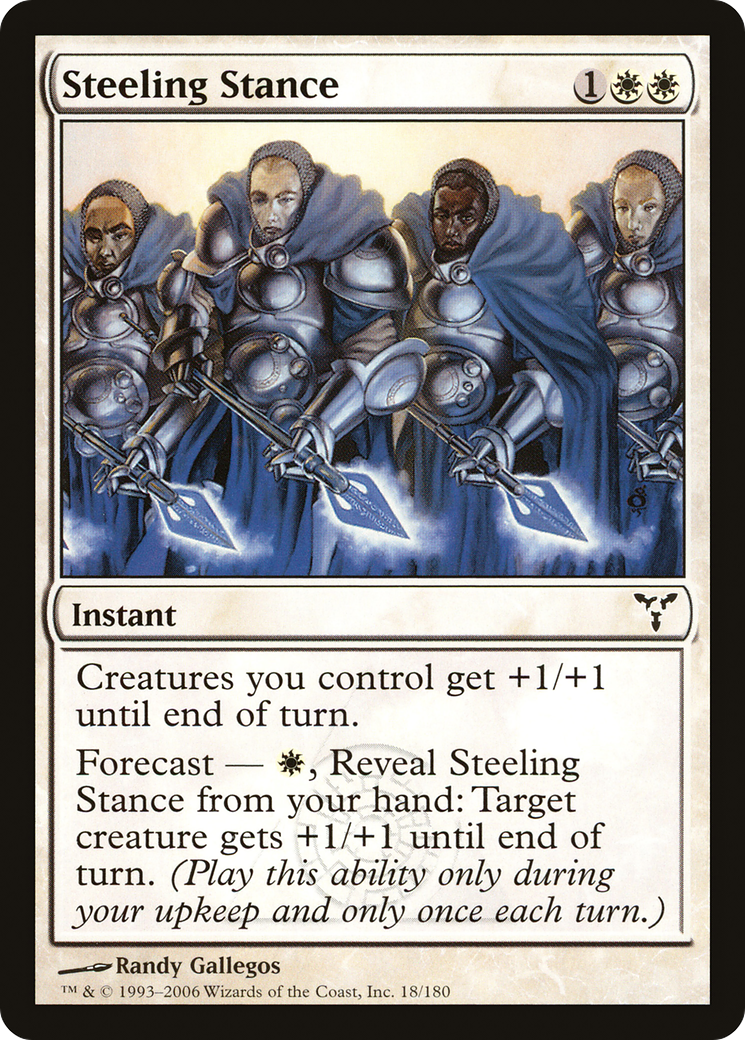 Steeling Stance 1
Instant
Creatures you control get +1/+1
until end of turn.
Forecast — , Reveal Steeling
Stance from your hand: Target
creature gets +1/+1 until end of
turn. (Play this ability only during
your upkeep and only once each turn.)
Randy Gallegos
™ & © 1993–2006 Wizards of the Coast, Inc. 18/180